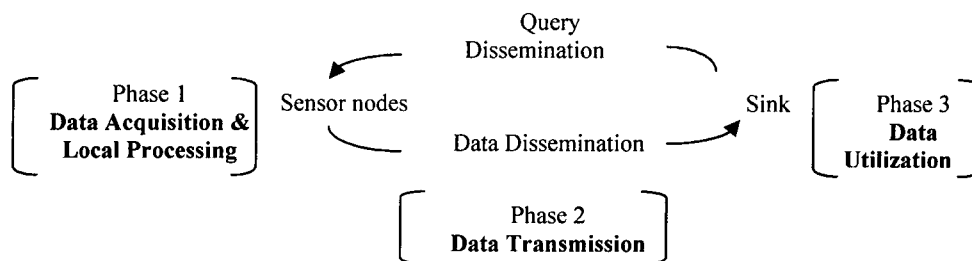 Query
Dissemination
Phase 1
Data Acquisition &
Local Processing
Sensor nodes
Sink
Phase 3
Data
Utilization
Data Dissemination
Phase 2
Data Transmission